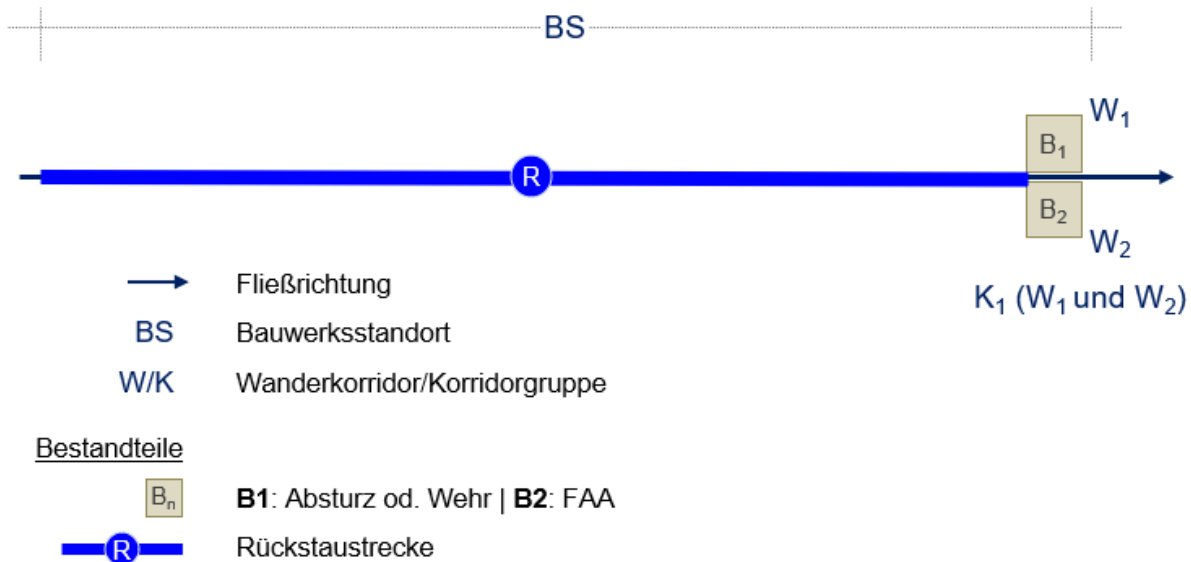 BS
W₁
B₁
R
B₂
W₂
K₁ (W₁ und W₂)
Fließrichtung
BS Bauwerksstandort
W/K Wanderkorridor/Korridorgruppe
Bestandteile
Bₙ B1: Absturz od. Wehr | B2: FAA
R Rückstaustrecke